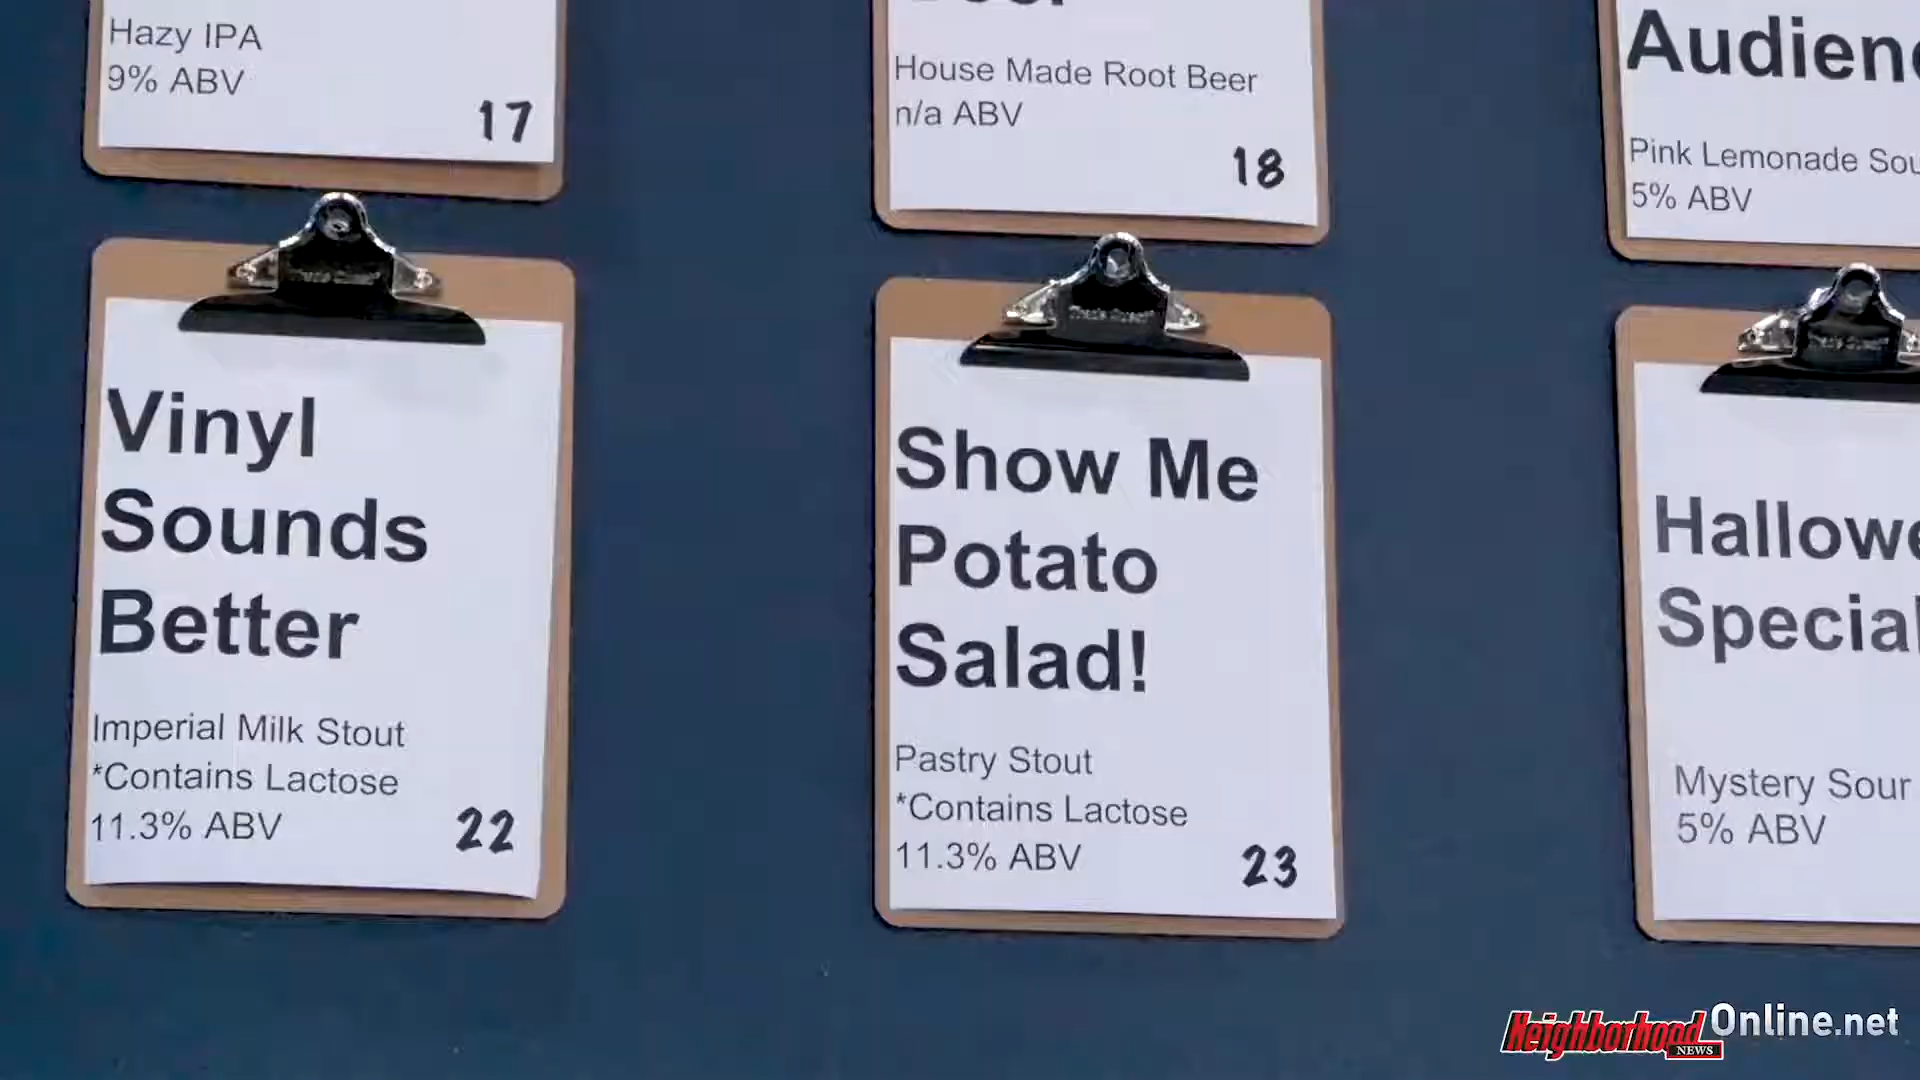 Hazy IPA
9% ABV
17
House Made Root Beer
n/a ABV
18
Audien
Pink Lemonade Sou
5% ABV
Vinyl
Sounds
Better
Imperial Milk Stout
*Contains Lactose
11.3% ABV
22
Show Me
Potato
Salad!
Pastry Stout
*Contains Lactose
11.3% ABV
23
Hallowe
Special
Mystery Sour
5% ABV
Neighborhood NEWS Online.net